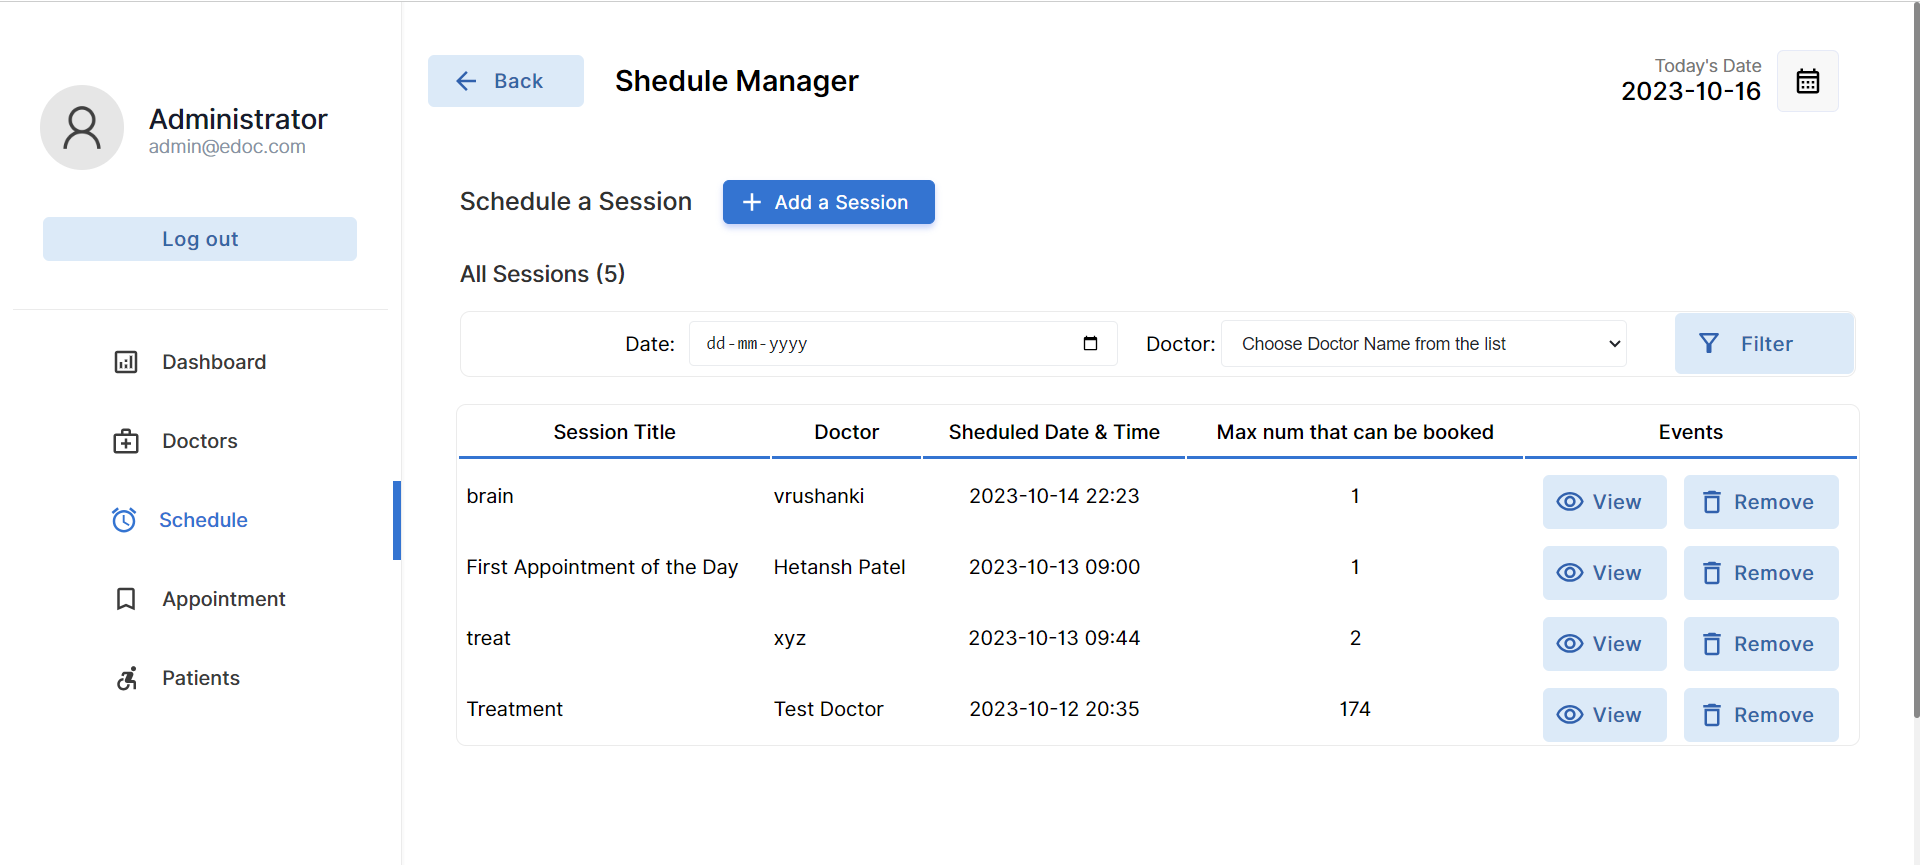 Administrator
admin@edoc.com
Log out
Dashboard
Doctors
Schedule
Appointment
Patients
Back
Shedule Manager
Today's Date
2023-10-16
Schedule a Session
Add a Session
All Sessions (5)
Date: dd-mm-yyyy Doctor: Choose Doctor Name from the list Filter
Session Title Doctor Sheduled Date & Time Max num that can be booked Events
brain vrushanki 2023-10-14 22:23 1 View Remove
First Appointment of the Day Hetansh Patel 2023-10-13 09:00 1 View Remove
treat xyz 2023-10-13 09:44 2 View Remove
Treatment Test Doctor 2023-10-12 20:35 174 View Remove